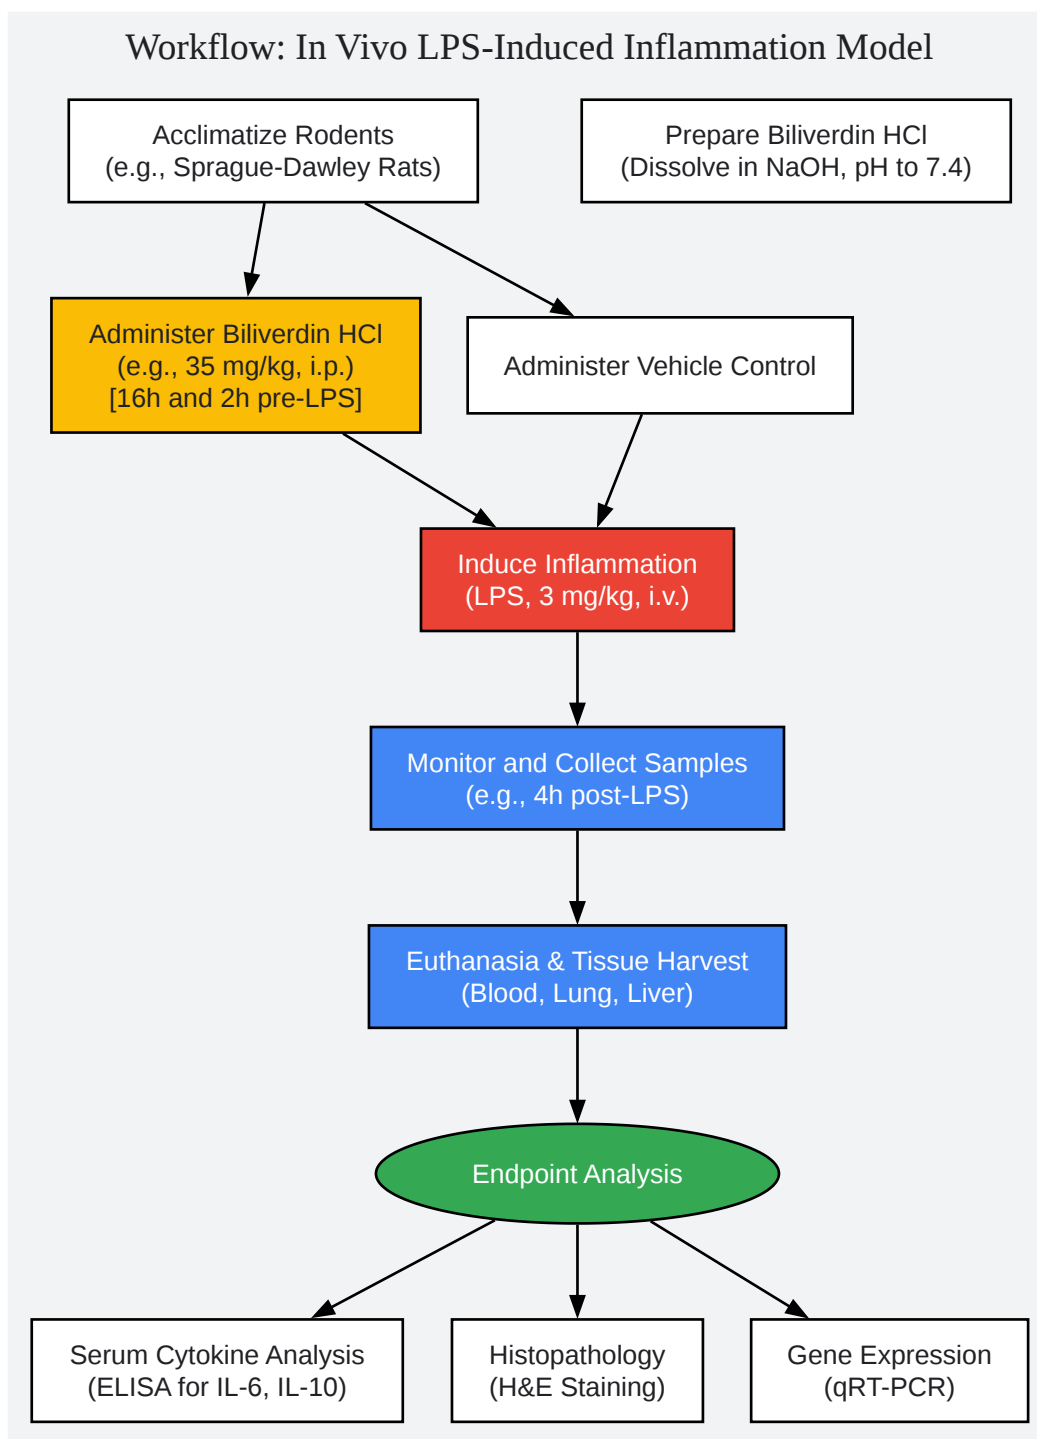 Workflow: In Vivo LPS-Induced Inflammation Model
Acclimatize Rodents
(e.g., Sprague-Dawley Rats)
Prepare Biliverdin HCl
(Dissolve in NaOH, pH to 7.4)
Administer Biliverdin HCl
(e.g., 35 mg/kg, i.p.)
[16h and 2h pre-LPS]
Administer Vehicle Control
Induce Inflammation
(LPS, 3 mg/kg, i.v.)
Monitor and Collect Samples
(e.g., 4h post-LPS)
Euthanasia & Tissue Harvest
(Blood, Lung, Liver)
Endpoint Analysis
Serum Cytokine Analysis
(ELISA for IL-6, IL-10)
Histopathology
(H&E Staining)
Gene Expression
(qRT-PCR)